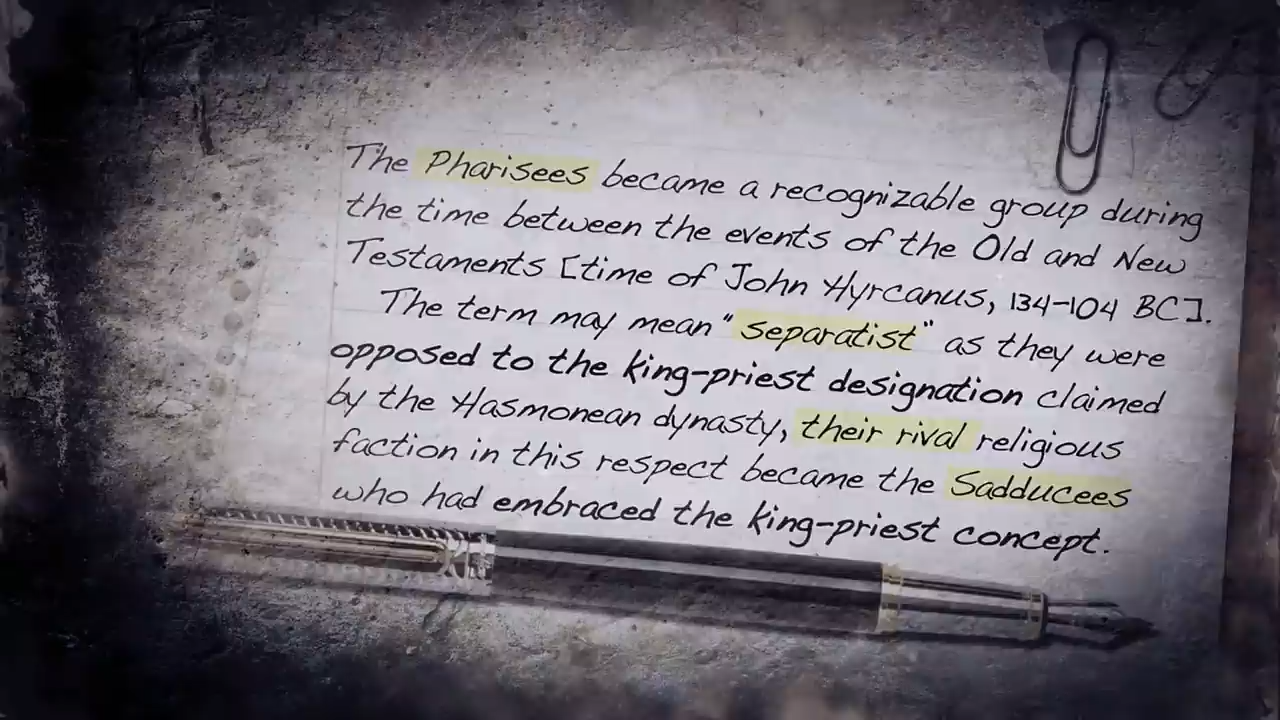 The Pharisees became a recognizable group during
the time between the events of the Old and New
Testaments [time of John Hyrcanus, 134-104 BC].
The term may mean "separatist" as they were
opposed to the king-priest designation claimed
by the Hasmonean dynasty, their rival religious
faction in this respect became the Sadducees
who had embraced the king-priest concept.